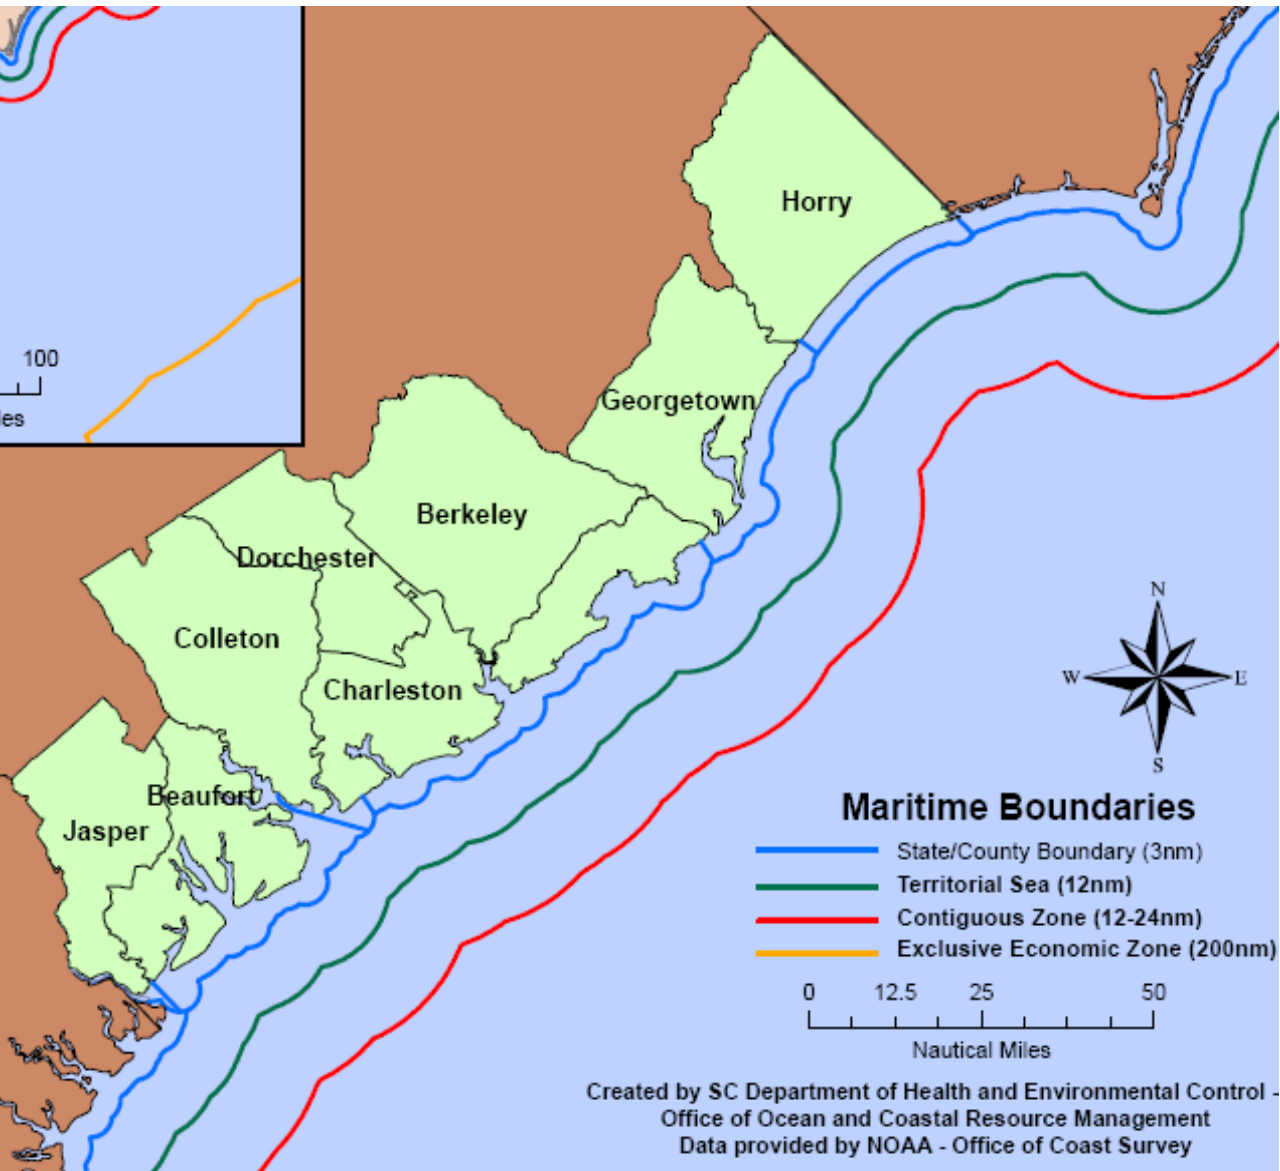 100
les
Horry
Georgetown
Berkeley
Dorchester
Colleton
Charleston
Beaufort
Jasper
N
W
E
S
Maritime Boundaries
State/County Boundary (3nm)
Territorial Sea (12nm)
Contiguous Zone (12-24nm)
Exclusive Economic Zone (200nm)
0 12.5 25 50
Nautical Miles
Created by SC Department of Health and Environmental Control -
Office of Ocean and Coastal Resource Management
Data provided by NOAA - Office of Coast Survey